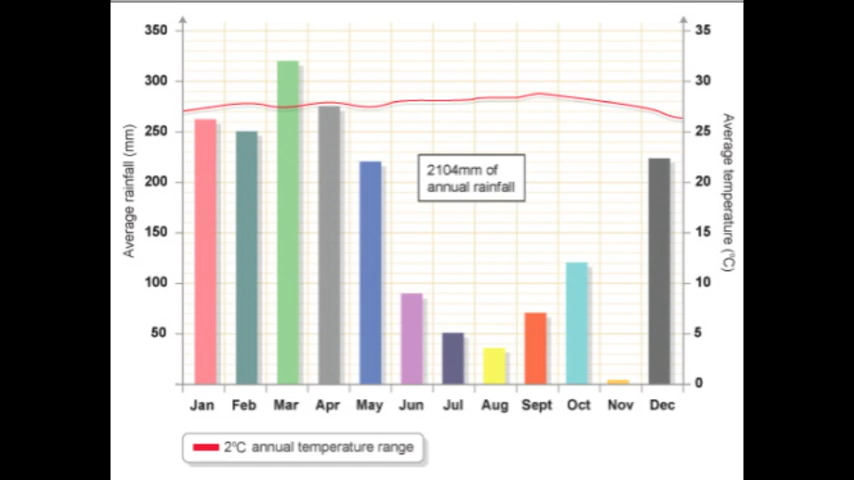 350
300
250
200
150
100
50
Average rainfall (mm)
2104mm of
annual rainfall
35
30
25
20
15
10
5
0
Average temperature (°C)
Jan Feb Mar Apr May Jun Jul Aug Sept Oct Nov Dec
2°C annual temperature range